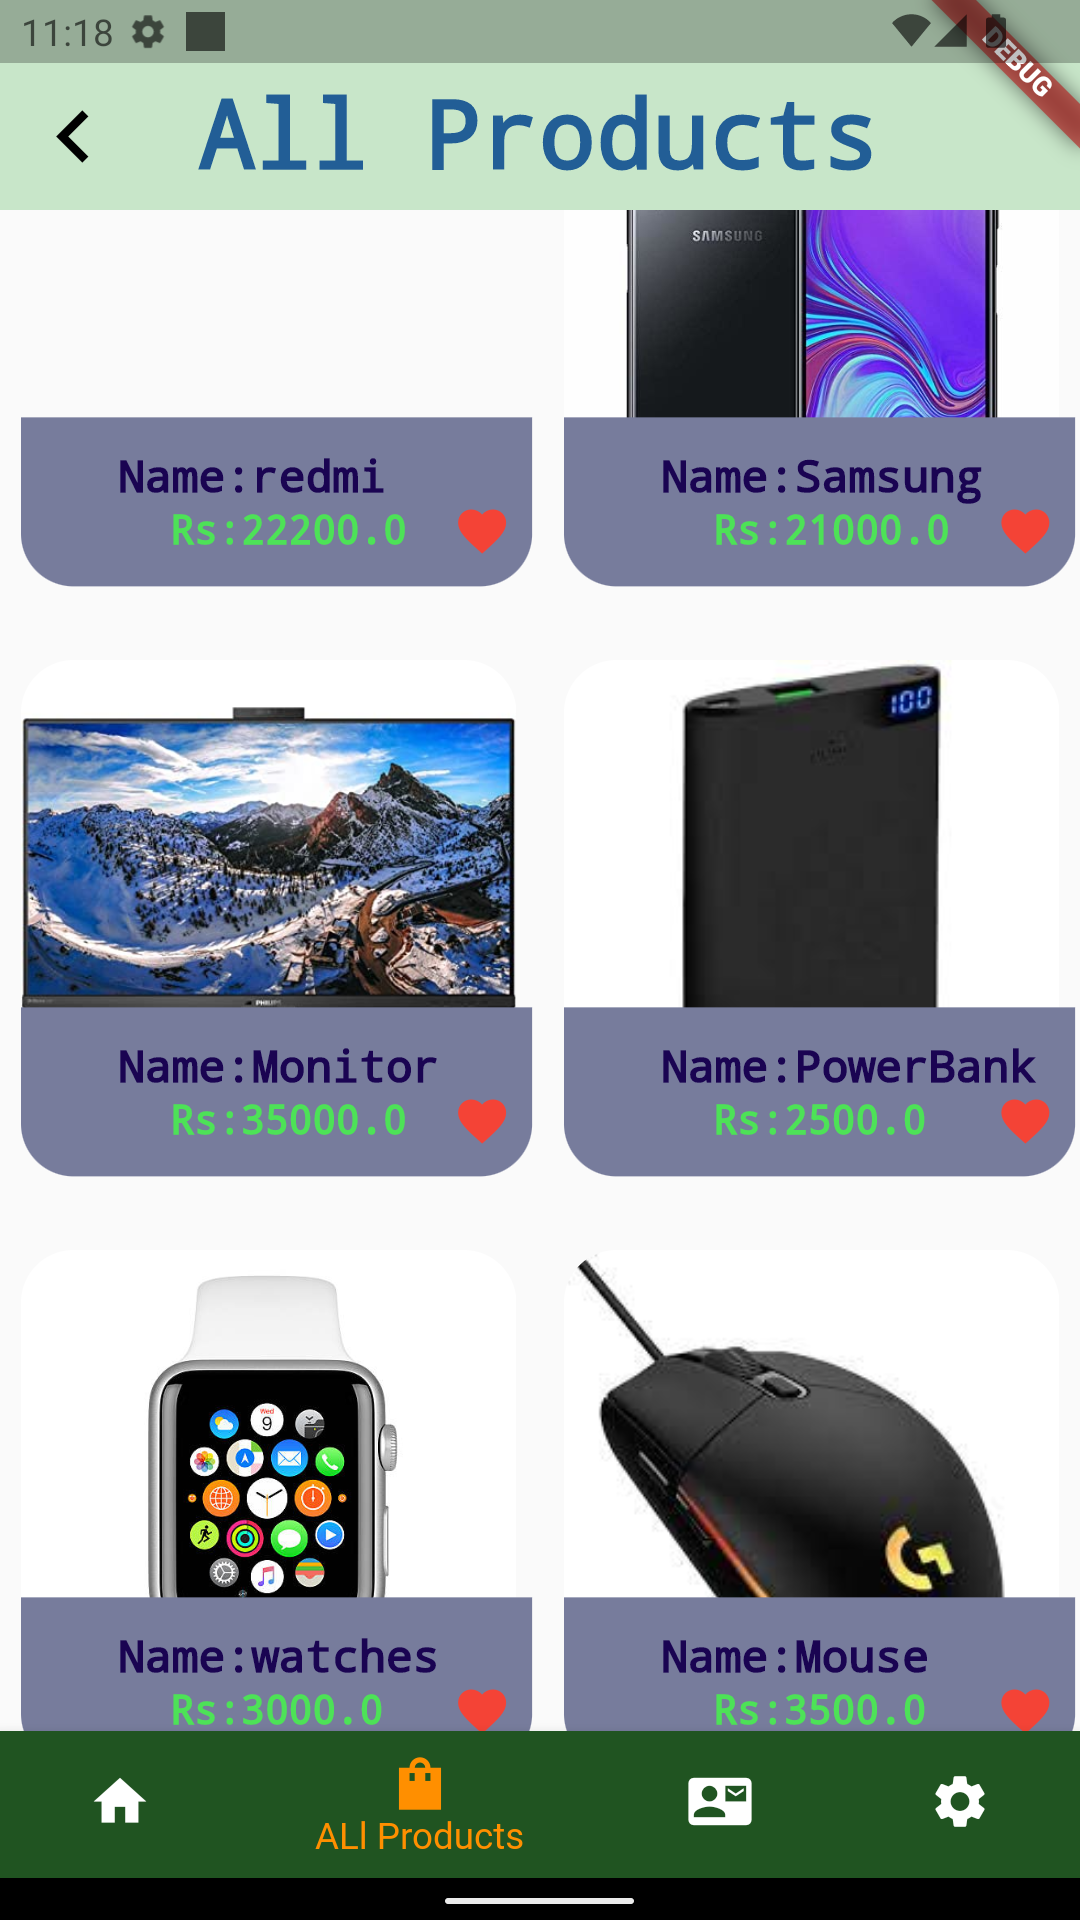 11:18
DEBUG
All Products
SAMSUNG
Name:redmi
Rs:22200.0
Name:Samsung
Rs:21000.0
100
PHILIPS
Name:Monitor
Rs:35000.0
Name:PowerBank
Rs:2500.0
Wed
9
G
Name:watches
Rs:3000.0
Name:Mouse
Rs:3500.0
ALl Products